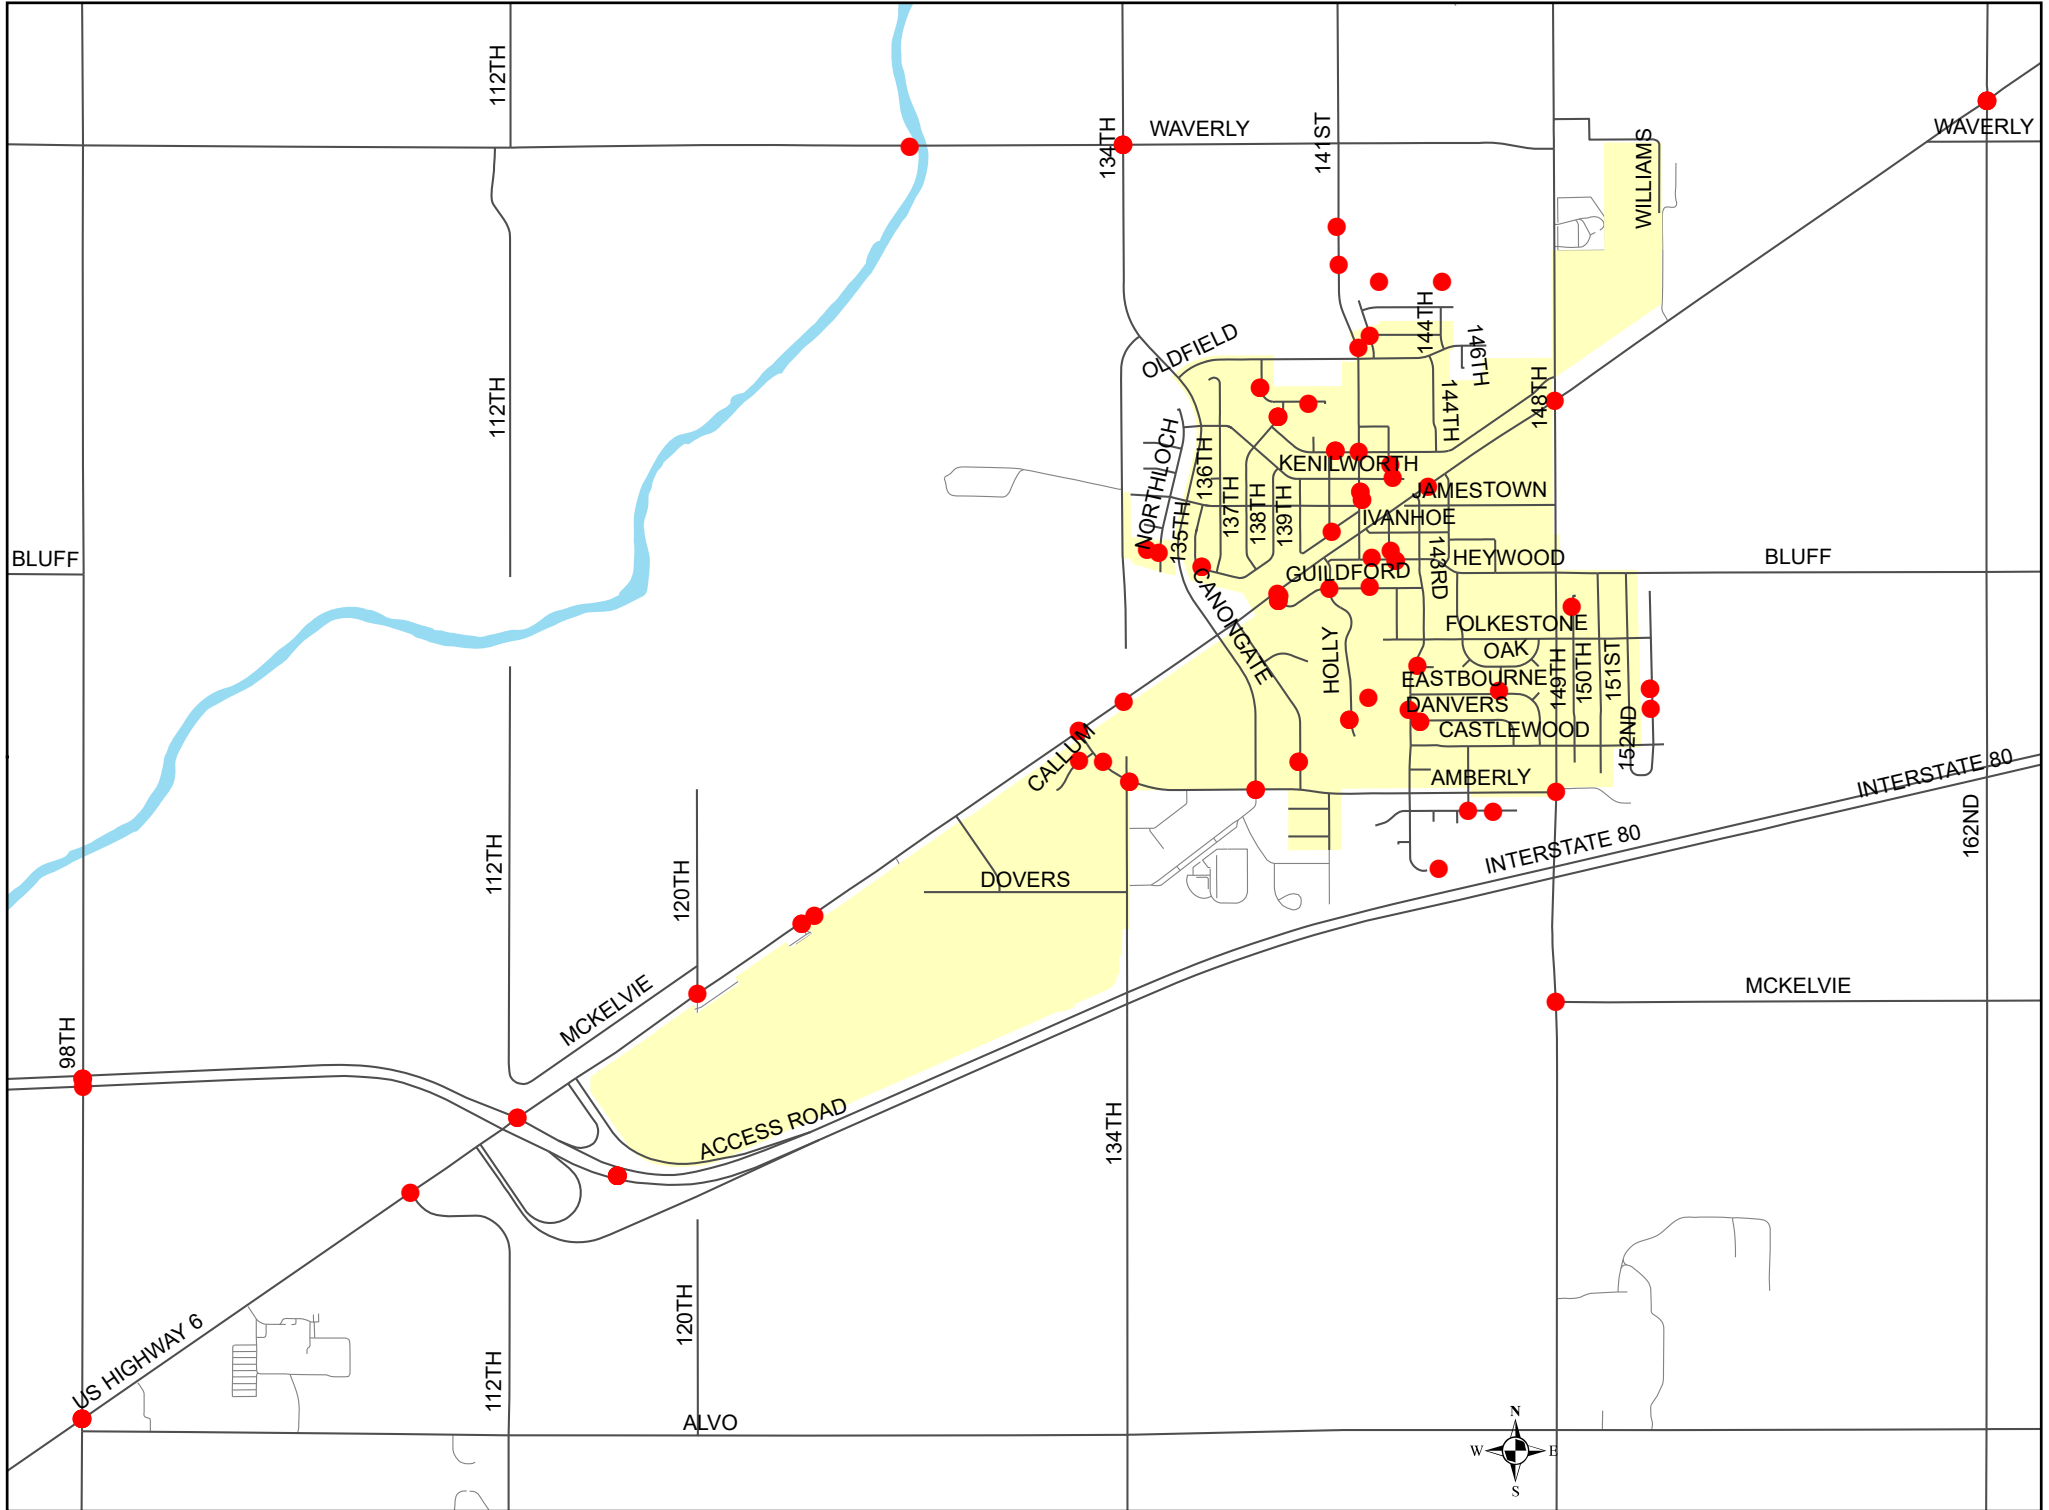 112TH
134TH
WAVERLY
141ST
WILLIAMS
WAVERLY
112TH
OLDFIELD
144TH
146TH
144TH
148TH
NORTHLOCH
136TH
137TH
138TH
139TH
KENILWORTH
JAMESTOWN
IVANHOE
135TH
BLUFF
143RD
HEYWOOD
BLUFF
GUILDFORD
CANONGATE
HOLLY
FOLKESTONE
OAK
149TH
150TH
151ST
EASTBOURNE
DANVERS
CASTLEWOOD
152ND
CALLUM
AMBERLY
INTERSTATE 80
112TH
120TH
DOVERS
INTERSTATE 80
162ND
MCKELVIE
MCKELVIE
98TH
ACCESS ROAD
134TH
120TH
US HIGHWAY 6
112TH
ALVO
N
W
E
S